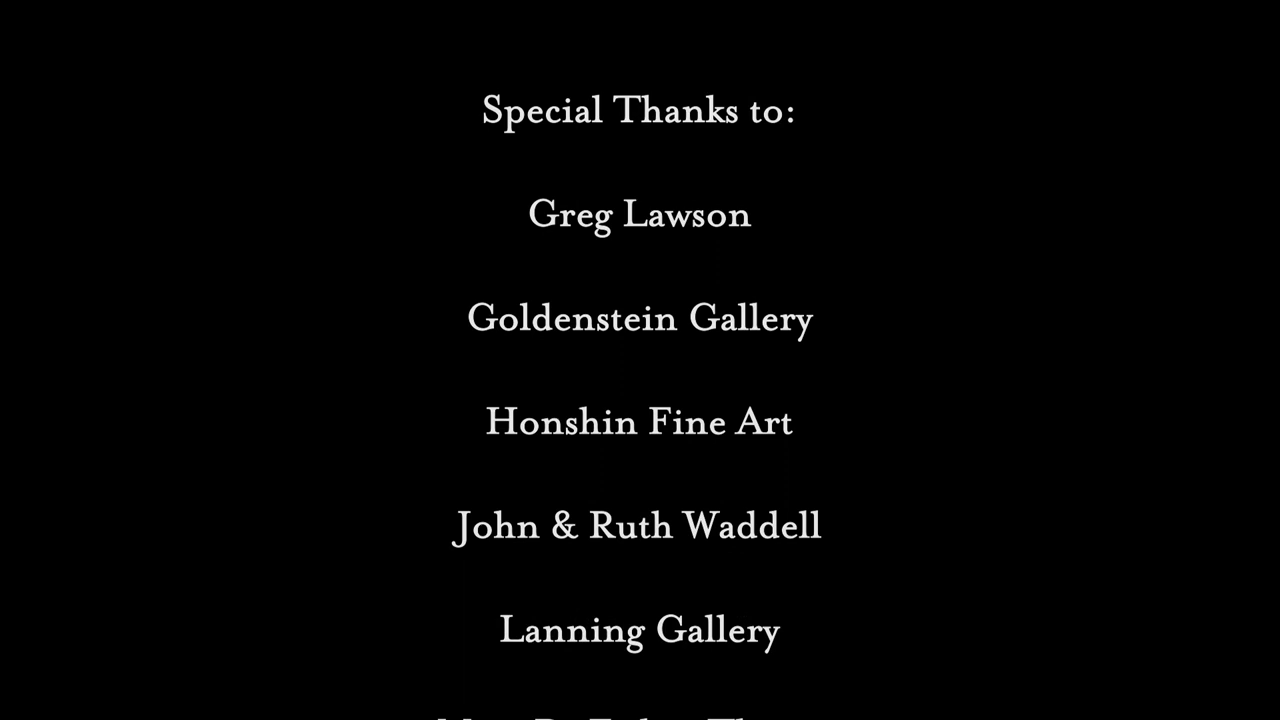 Special Thanks to:
Greg Lawson
Goldenstein Gallery
Honshin Fine Art
John & Ruth Waddell
Lanning Gallery